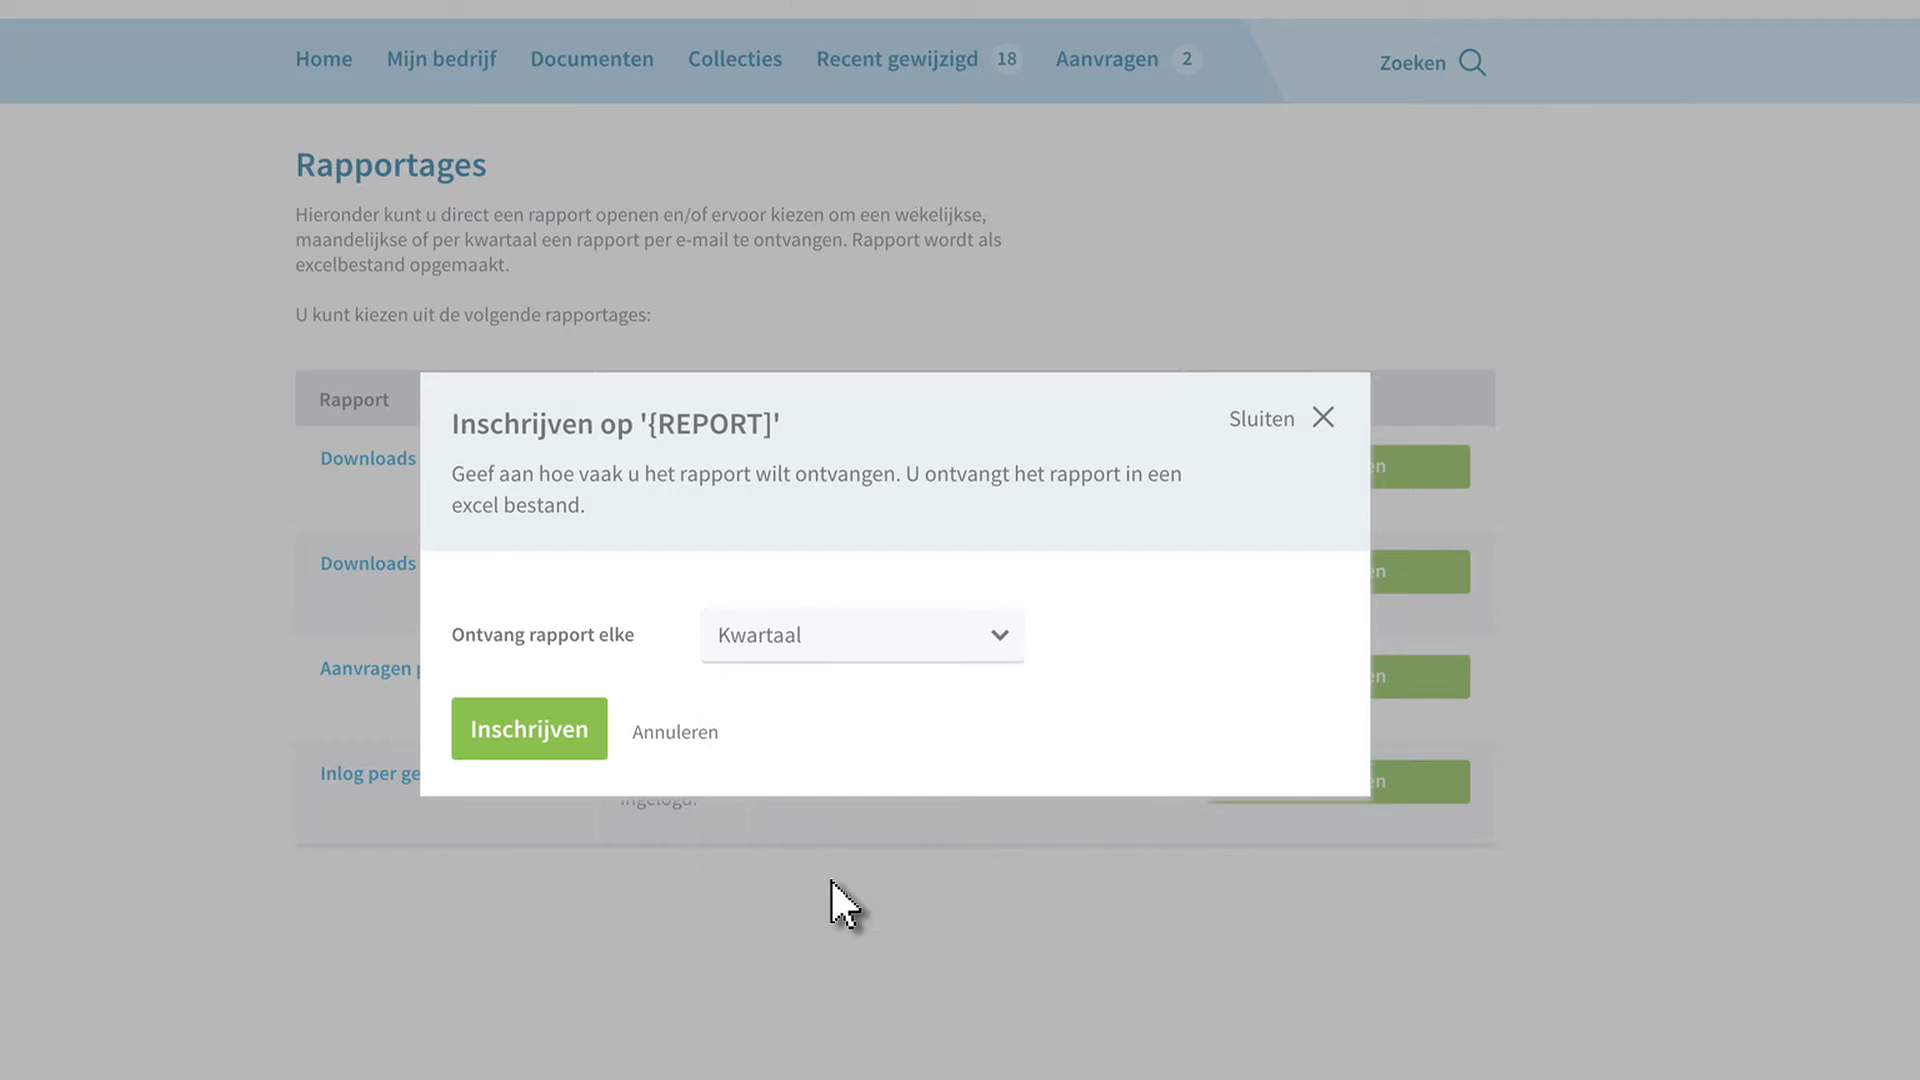 Home Mijn bedrijf Documenten Collecties Recent gewijzigd 18 Aanvragen 2 Zoeken
Rapportages
Hieronder kunt u direct een rapport openen en/of ervoor kiezen om een wekelijkse,
maandelijkse of per kwartaal een rapport per e-mail te ontvangen. Rapport wordt als
excelbestand opgemaakt.
U kunt kiezen uit de volgende rapportages:
Rapport
Inschrijven op '{REPORT]'
Sluiten
Geef aan hoe vaak u het rapport wilt ontvangen. U ontvangt het rapport in een
excel bestand.
Downloads
Downloads
Ontvang rapport elke Kwartaal
Aanvragen
Inschrijven Annuleren
Inlog per